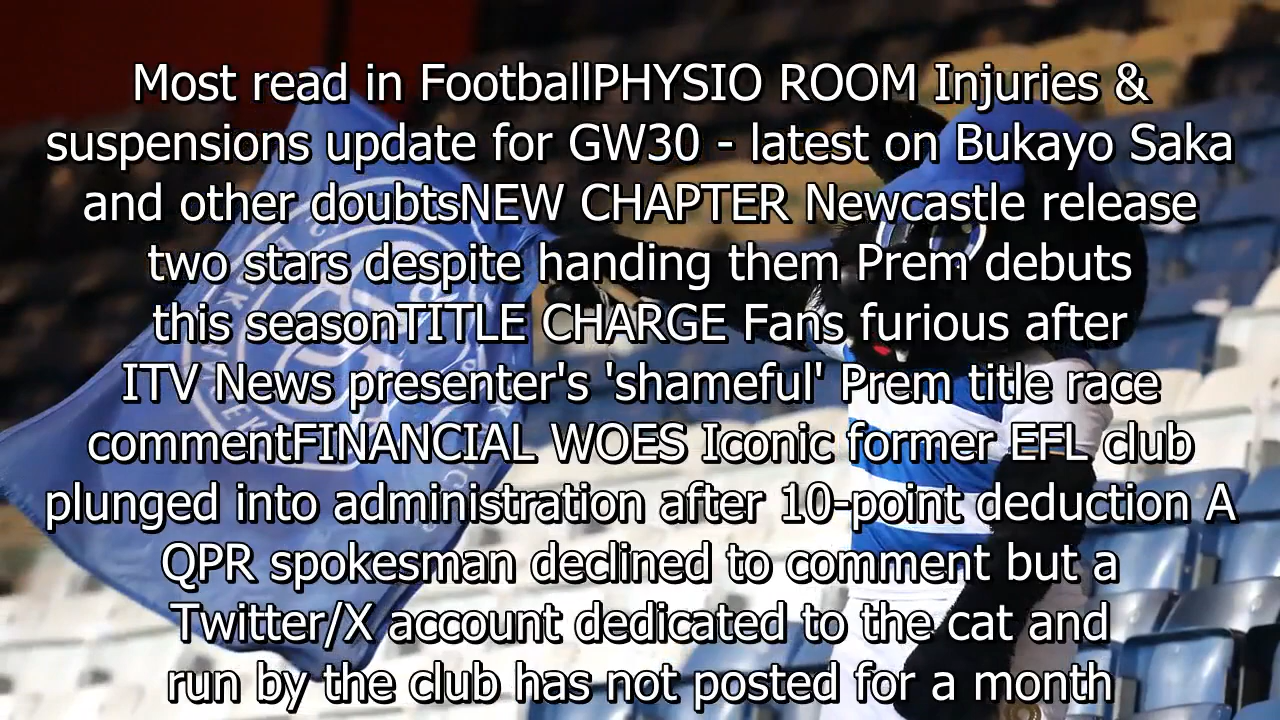 Most read in FootballPHYSIO ROOM Injuries &
suspensions update for GW30 - latest on Bukayo Saka
and other doubtsNEW CHAPTER Newcastle release
two stars despite handing them Prem debuts
this seasonTITLE CHARGE Fans furious after
ITV News presenter's 'shameful' Prem title race
commentFINANCIAL WOES Iconic former EFL club
plunged into administration after 10-point deduction A
QPR spokesman declined to comment but a
Twitter/X account dedicated to the cat and
run by the club has not posted for a month